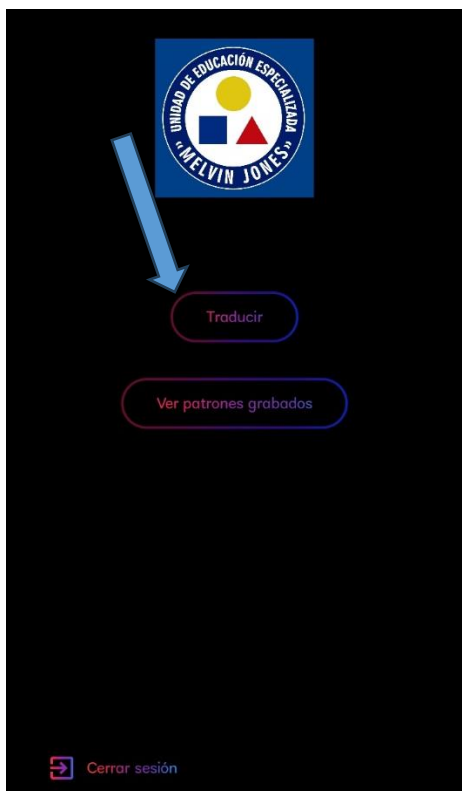 UNIDAD DE EDUCACIÓN ESPECIALIZADA
"MELVIN JONES"
Traducir
Ver patrones grabados
Cerrar sesión